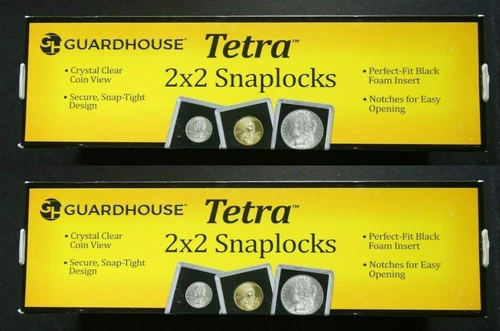 GUARDHOUSE®
Tetra™
2x2 Snaplocks
• Crystal Clear
Coin View
• Secure, Snap-Tight
Design
• Perfect-Fit Black
Foam Insert
• Notches for Easy
Opening
GUARDHOUSE®
Tetra™
2x2 Snaplocks
• Crystal Clear
Coin View
• Secure, Snap-Tight
Design
• Perfect-Fit Black
Foam Insert
• Notches for Easy
Opening